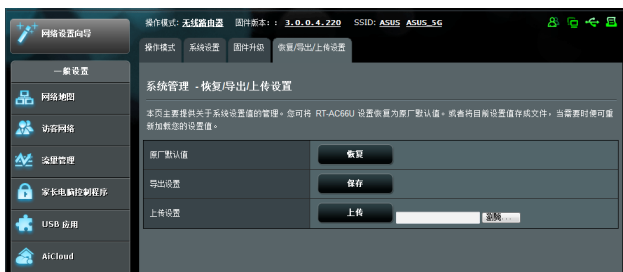 网络设置向导
操作模式: 无线路由器 固件版本: : 3.0.0.4.220 SSID: ASUS ASUS_5G
操作模式 系统设置 固件升级 恢复/导出/上传设置
一般设置
网络地图
访客网络
流量管理
家长电脑控制程序
USB 应用
AiCloud
系统管理 - 恢复/导出/上传设置
本页主要提供关于系统设置值的管理。您可将 RT-AC66U 设置恢复为原厂默认值。或者将目前设置值存成文件，当需要时便可重
新加载您的设置值。
原厂默认值 恢复
导出设置 保存
上传设置 上传 浏览...